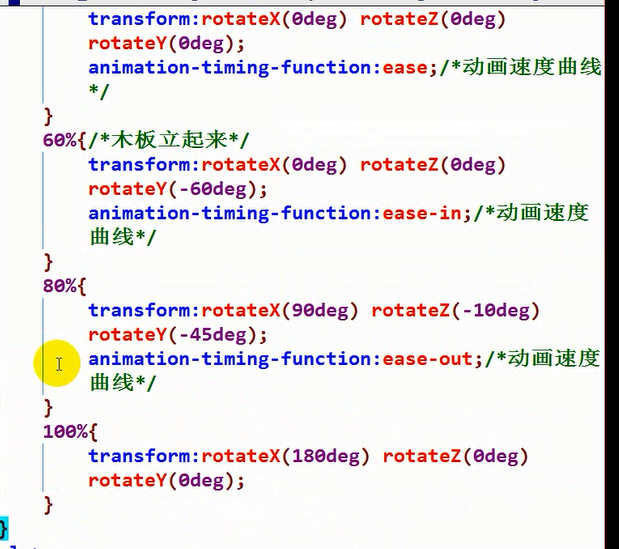 transform:rotateX(0deg) rotateZ(0deg)
rotateY(0deg);
animation-timing-function:ease;/*动画速度曲线
*/
}
60%{/*木板立起来*/
transform:rotateX(0deg) rotateZ(0deg)
rotateY(-60deg);
animation-timing-function:ease-in;/*动画速度
曲线*/
}
80%{
transform:rotateX(90deg) rotateZ(-10deg)
rotateY(-45deg);
animation-timing-function:ease-out;/*动画速度
曲线*/
}
100%{
transform:rotateX(180deg) rotateZ(0deg)
rotateY(0deg);
}
}